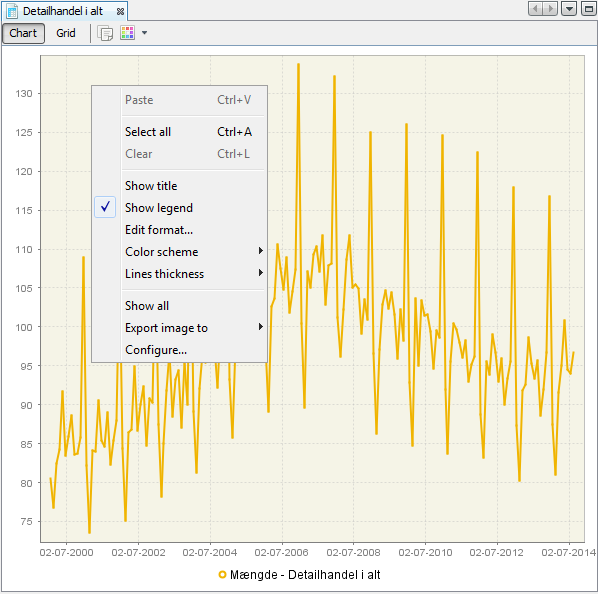 Detailhandel i alt
Chart Grid
130
125
120
115
110
105
100
95
90
85
80
75
Paste Ctrl+V
Select all Ctrl+A
Clear Ctrl+L
Show title
Show legend
Edit format...
Color scheme
Lines thickness
Show all
Export image to
Configure...
02-07-2000 02-07-2002 02-07-2004 02-07-2006 02-07-2008 02-07-2010 02-07-2012 02-07-2014
Mængde - Detailhandel i alt